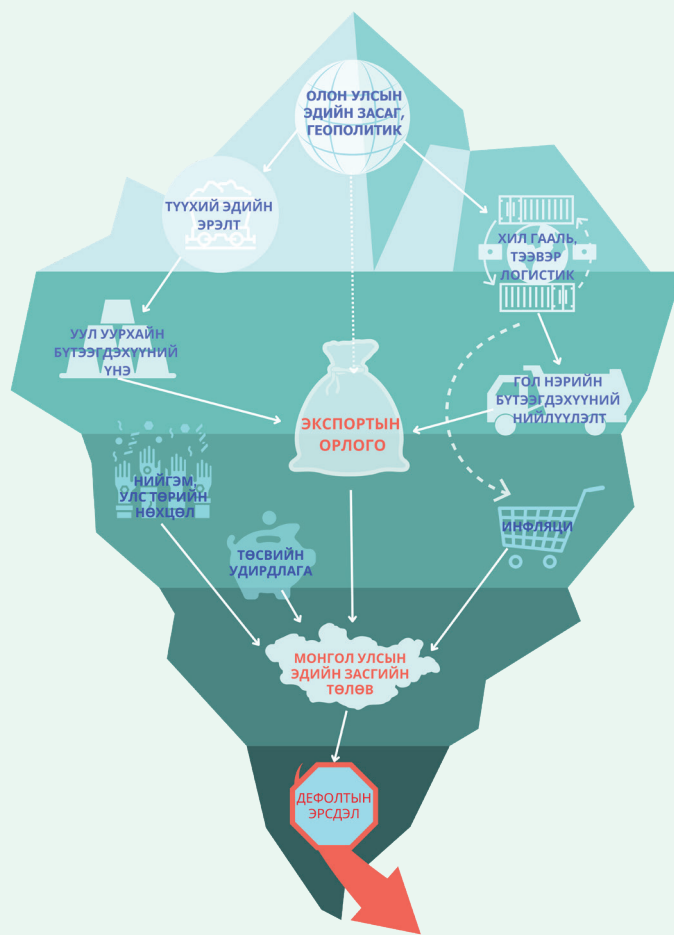 ОЛОН УЛСЫН
ЭДИЙН ЗАСАГ,
ГЕОПОЛИТИК
ТҮҮХИЙ ЭДИЙН
ЭРЭЛТ
ХИЛ ГААЛЬ,
ТЭЭВЭР
ЛОГИСТИК
УУЛ УУРХАЙН
БҮТЭЭГДЭХҮҮНИЙ
ҮНЭ
ГОЛ НЭРИЙН
БҮТЭЭГДЭХҮҮНИЙ
НИЙЛҮҮЛЭЛТ
ЭКСПОРТЫН
ОРЛОГО
НИЙГЭМ,
УЛС ТӨРИЙН
НӨХЦӨЛ
ТӨСВИЙН
УДИРДЛАГА
ИНФЛЯЦИ
МОНГОЛ УЛСЫН
ЭДИЙН ЗАСГИЙН
ТӨЛӨВ
ДЕФОЛТЫН
ЭРСДЭЛ